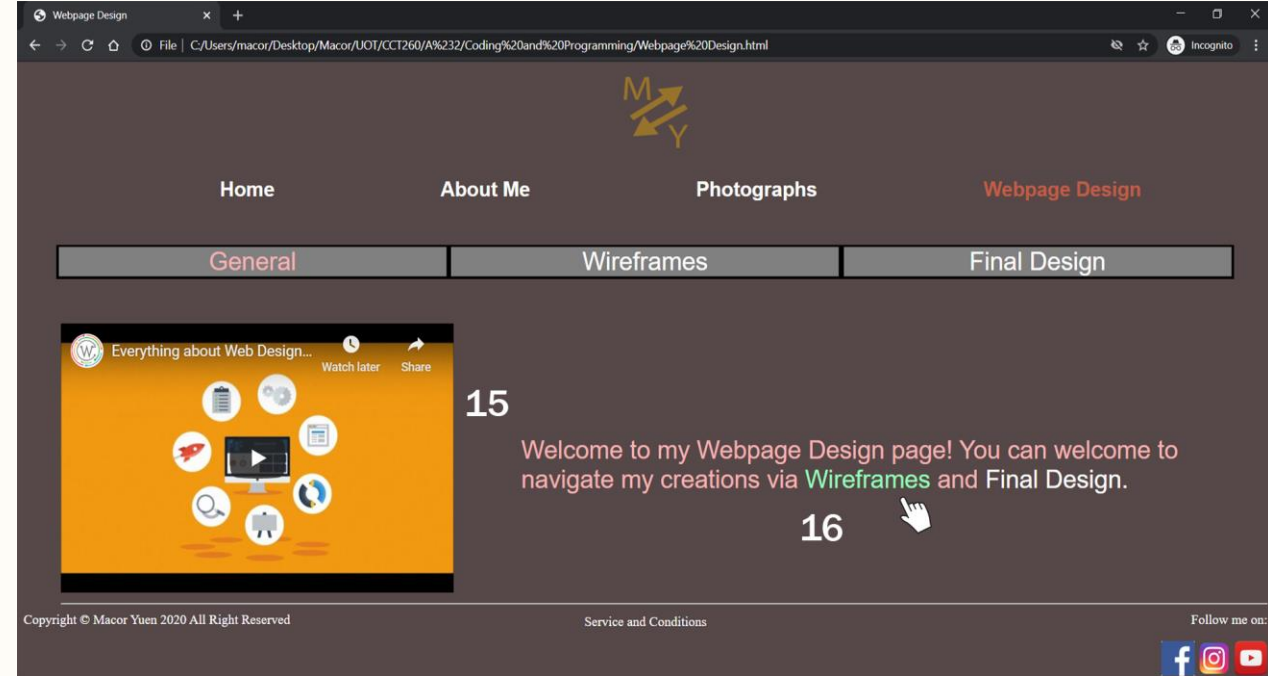 Webpage Design
File | C:/Users/macor/Desktop/Macor/UOT/CCT260/A%232/Coding%20and%20Programming/Webpage%20Design.html
Incognito
M
Y
Home About Me Photographs Webpage Design
General Wireframes Final Design
W
Everything about Web Design...
Watch later Share
15
Welcome to my Webpage Design page! You can welcome to
navigate my creations via Wireframes and Final Design.
16
Copyright © Macor Yuen 2020 All Right Reserved Service and Conditions Follow me on:
f